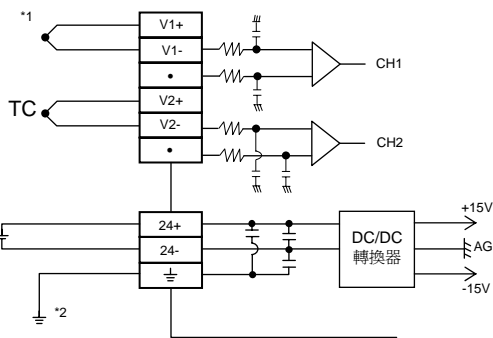 *1
V1+
V1-
•
CH1
TC
V2+
V2-
•
CH2
24+
24-
+15V
DC/DC
轉換器
AG
-15V
*2